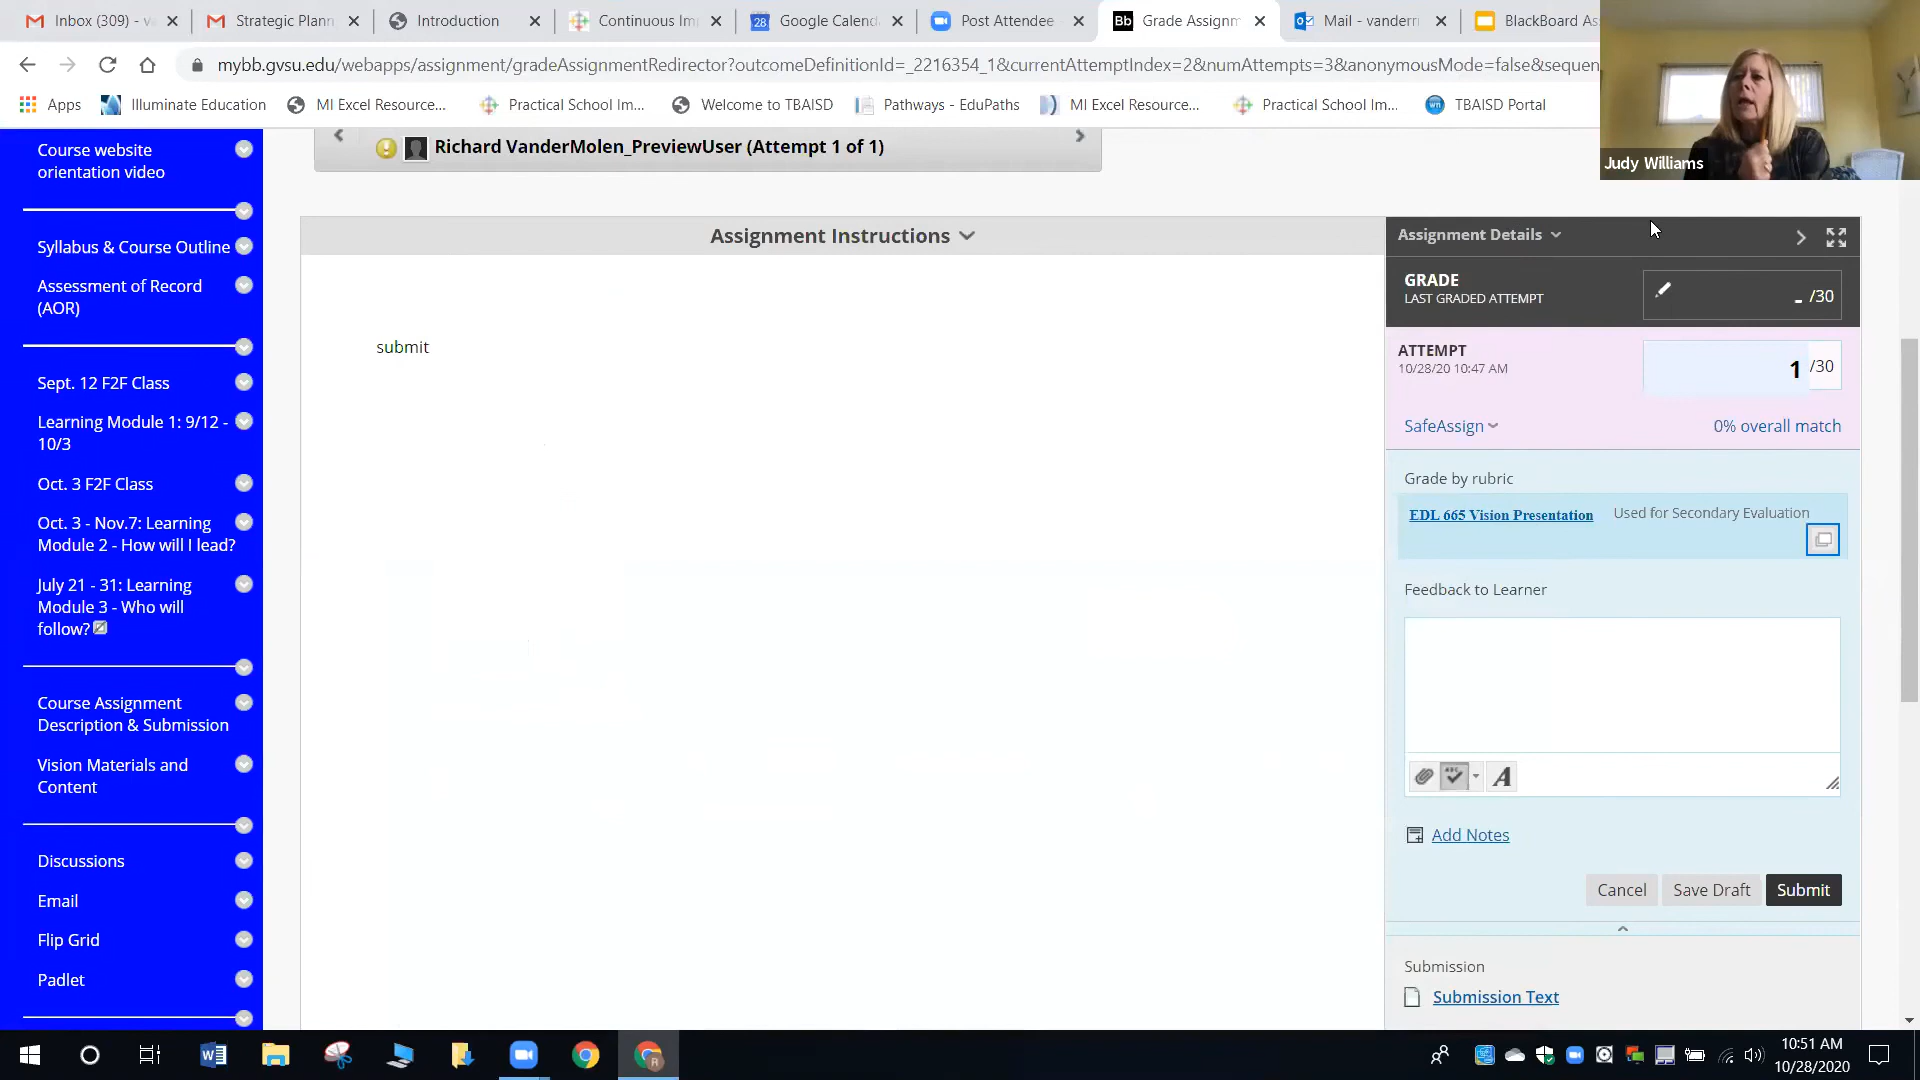 Inbox (309) - v
Strategic Plann
Introduction
Continuous Im
Google Calend
Post Attendee
Grade Assignm
Mail - vanderr
BlackBoard As
mybb.gvsu.edu/webapps/assignment/gradeAssignmentRedirector?outcomeDefinitionId=_2216354_1&currentAttemptIndex=2&numAttempts=3&anonymousMode=false&sequen
Apps
Illuminate Education
MI Excel Resource...
Practical School Im...
Welcome to TBAISD
Pathways - EduPaths
MI Excel Resource...
Practical School Im...
TBAISD Portal
Judy Williams
Course website
orientation video
Syllabus & Course Outline
Assessment of Record
(AOR)
Sept. 12 F2F Class
Learning Module 1: 9/12 -
10/3
Oct. 3 F2F Class
Oct. 3 - Nov.7: Learning
Module 2 - How will I lead?
July 21 - 31: Learning
Module 3 - Who will
follow?
Course Assignment
Description & Submission
Vision Materials and
Content
Discussions
Email
Flip Grid
Padlet
Richard VanderMolen_PreviewUser (Attempt 1 of 1)
Assignment Instructions
submit
Assignment Details
GRADE
LAST GRADED ATTEMPT
- /30
ATTEMPT
10/28/20 10:47 AM
1 /30
SafeAssign
0% overall match
Grade by rubric
EDL 665 Vision Presentation
Used for Secondary Evaluation
Feedback to Learner
Add Notes
Cancel
Save Draft
Submit
Submission
Submission Text
10:51 AM
10/28/2020